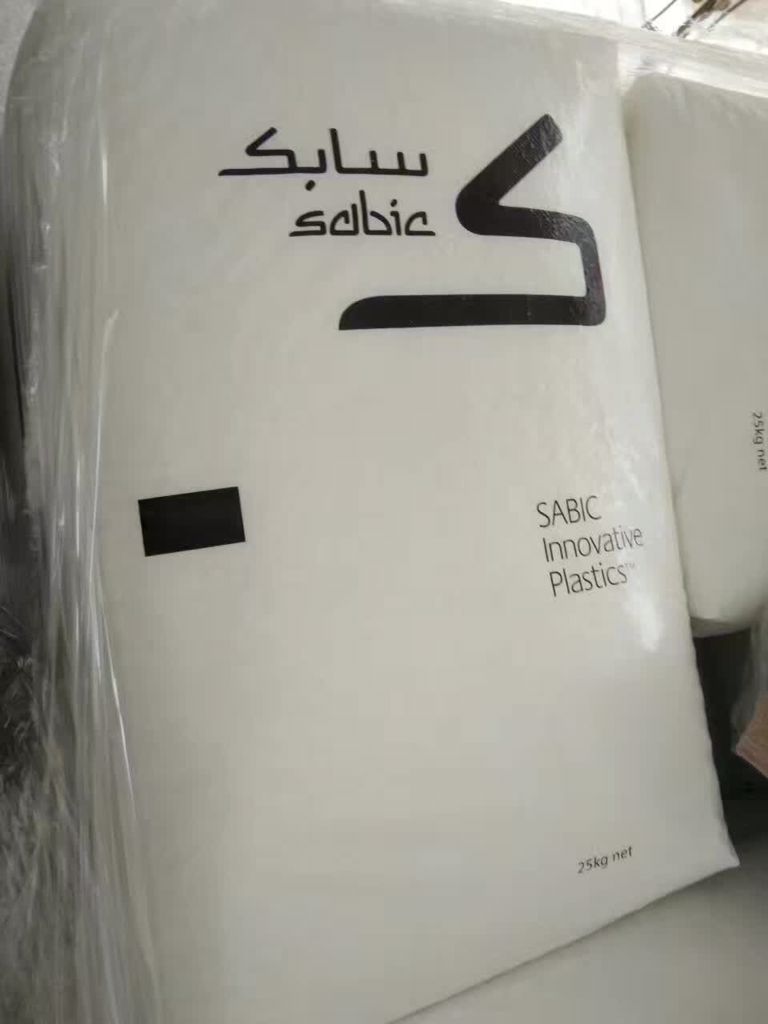 سابك
sabic
ك
SABIC
Innovative
Plastics™
25kg net
25kg net